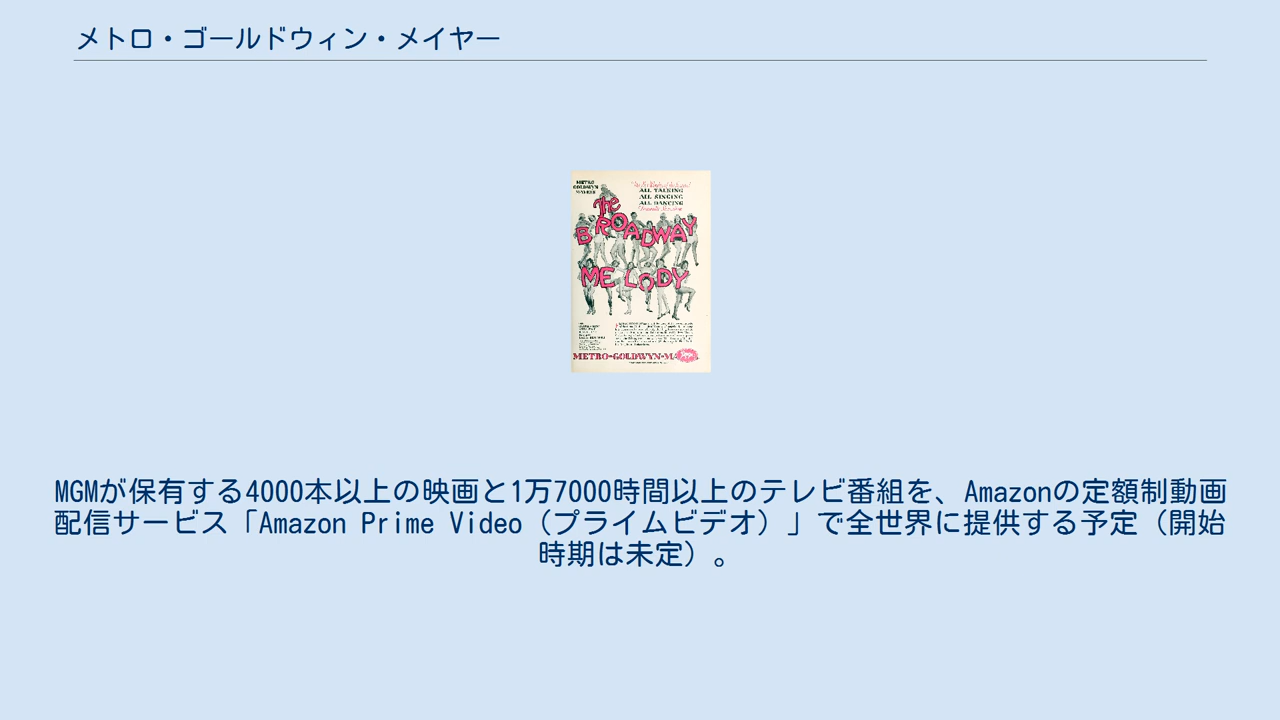 メトロ・ゴールドウィン・メイヤー
METRO
GOLDWYN
MAYER
ALL TALKING
ALL SINGING
ALL DANCING
The
BROADWAY
MELODY
METRO-GOLDWYN-MA
MGMが保有する4000本以上の映画と1万7000時間以上のテレビ番組を、Amazonの定額制動画
配信サービス「Amazon Prime Video（プライムビデオ）」で全世界に提供する予定（開始
時期は未定）。